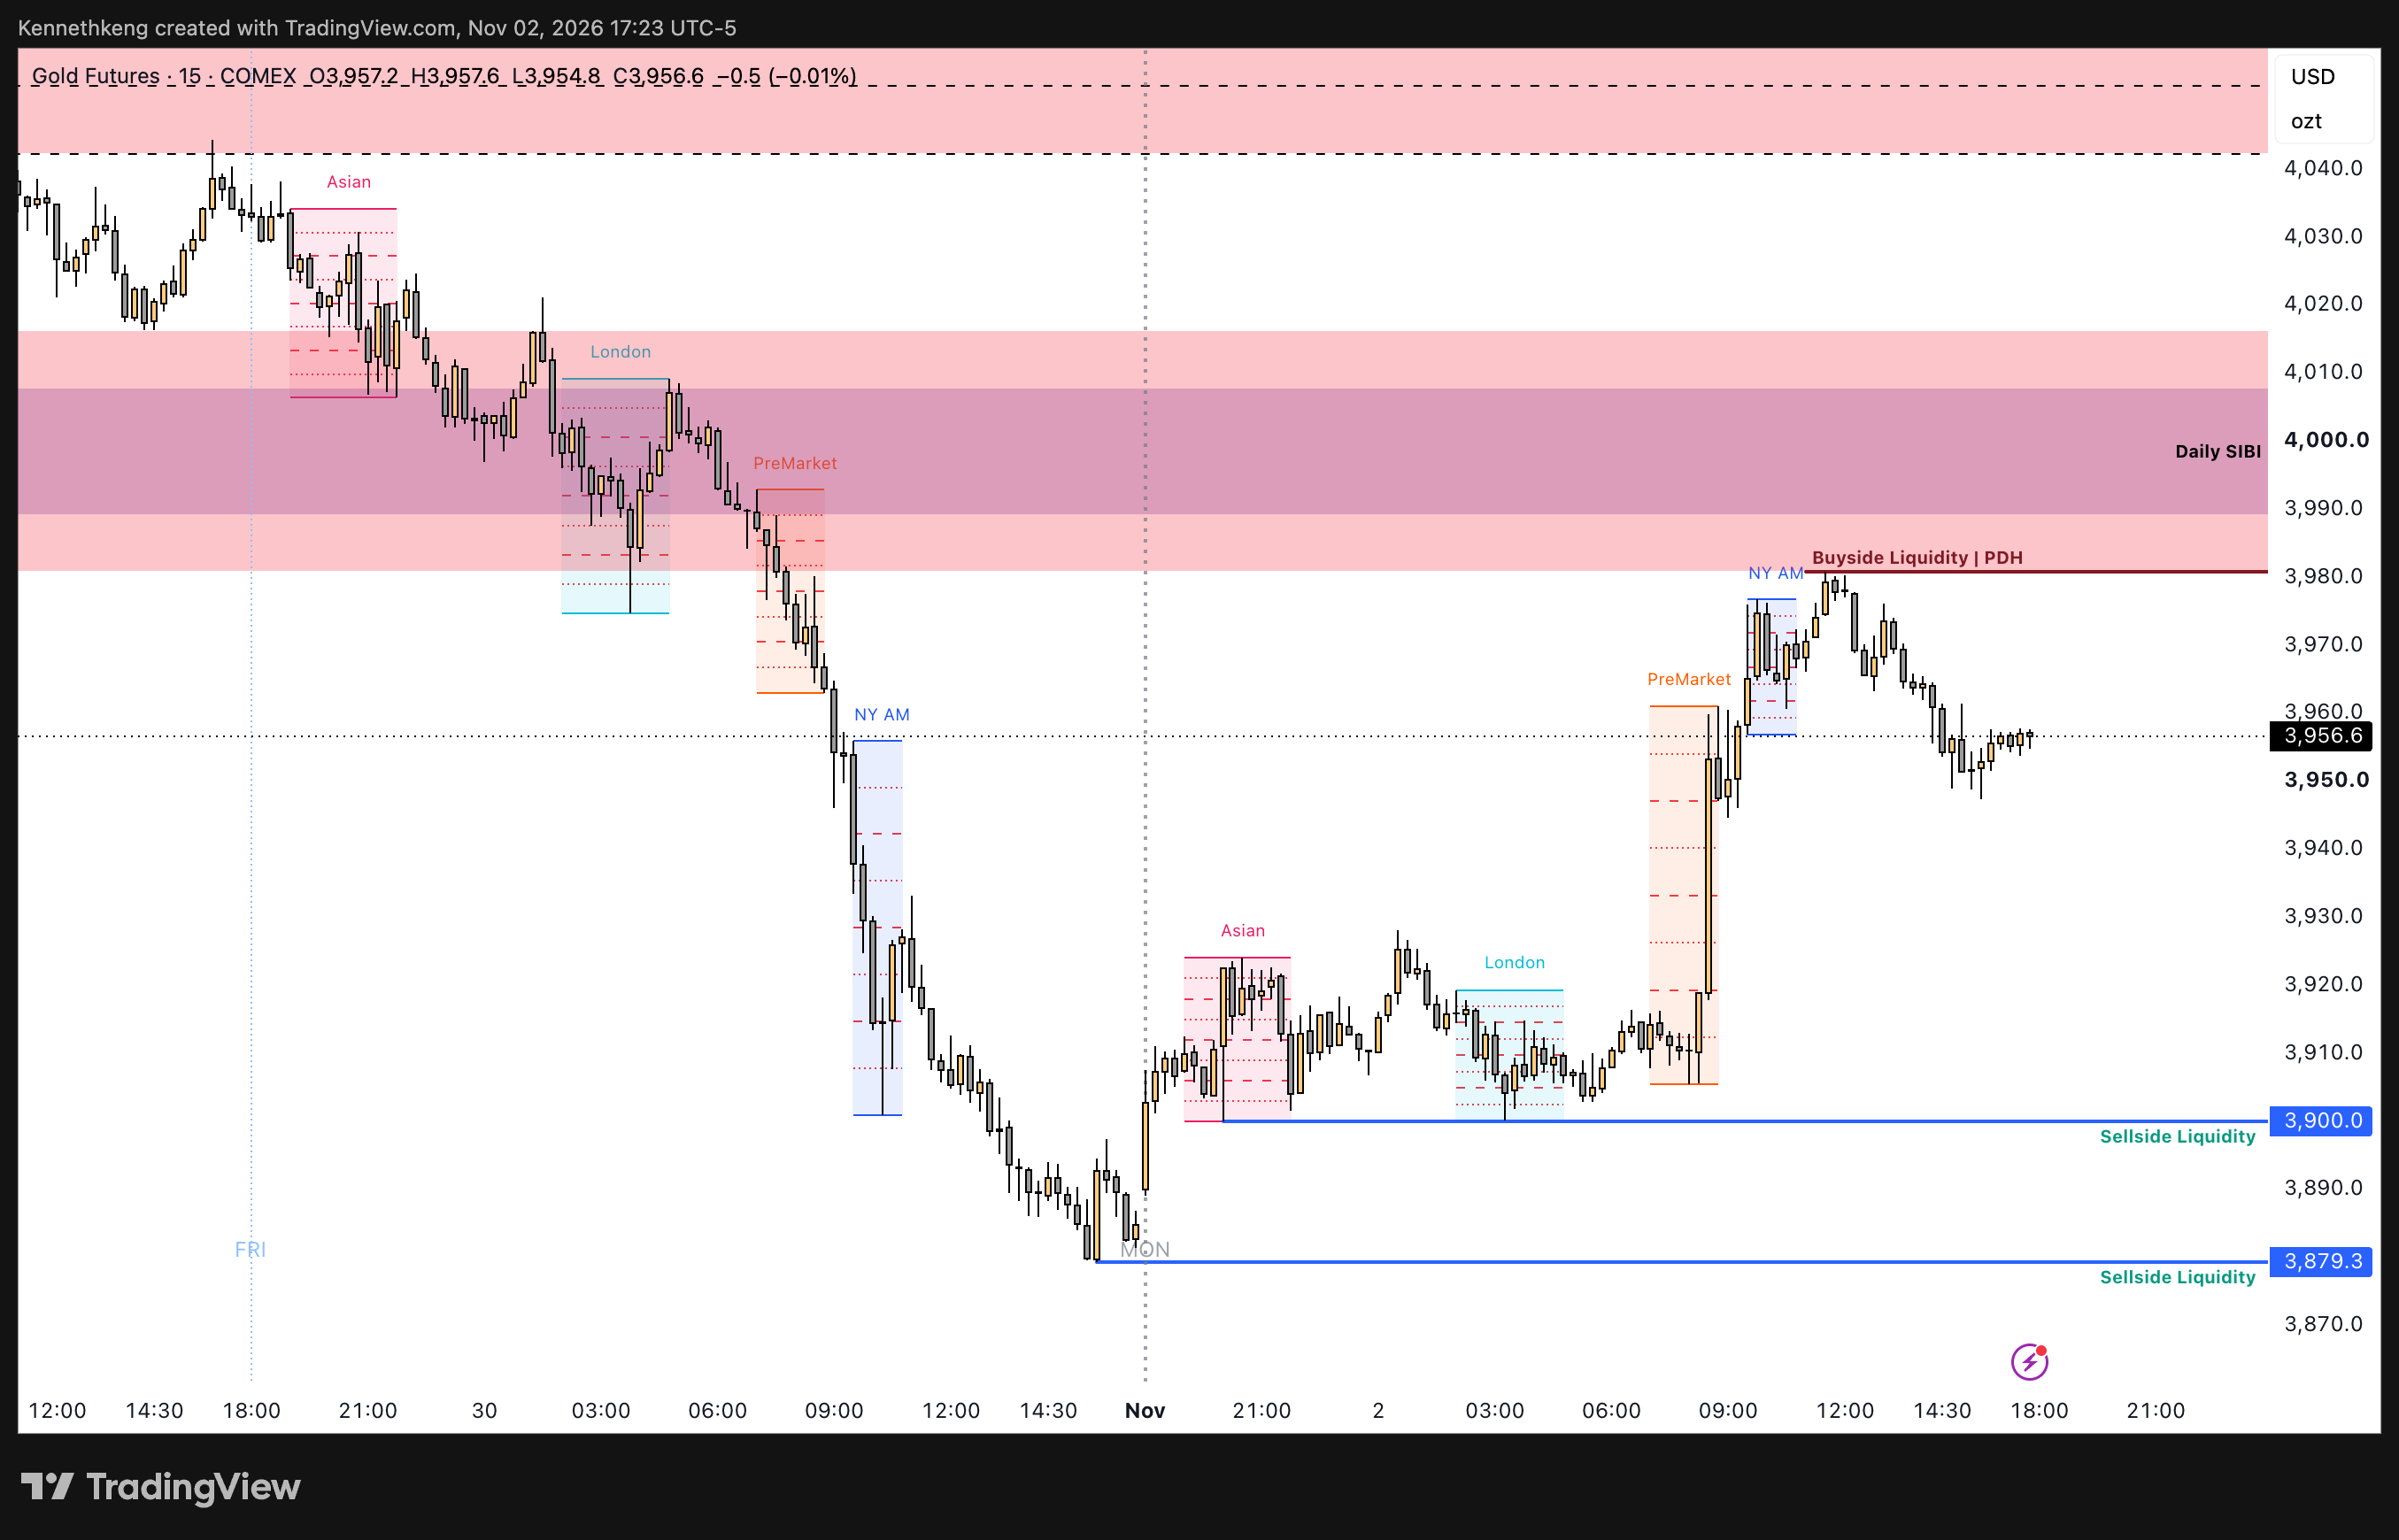 Kennethkeng created with TradingView.com, Nov 02, 2026 17:23 UTC-5
Gold Futures · 15 · COMEX O3,957.2 H3,957.6 L3,954.8 C3,956.6 −0.5 (−0.01%)
USD
ozt
4,040.0
Asian
4,030.0
4,020.0
London
4,010.0
4,000.0
Daily SIBI
PreMarket
3,990.0
Buyside Liquidity | PDH
NY AM
3,980.0
3,970.0
PreMarket
NY AM
3,960.0
3,956.6
3,950.0
3,940.0
3,930.0
Asian
London
3,920.0
3,910.0
3,900.0
Sellside Liquidity
3,890.0
FRI
MON
3,879.3
Sellside Liquidity
3,870.0
12:00 14:30 18:00 21:00 30 03:00 06:00 09:00 12:00 14:30 Nov 21:00 2 03:00 06:00 09:00 12:00 14:30 18:00 21:00
TradingView